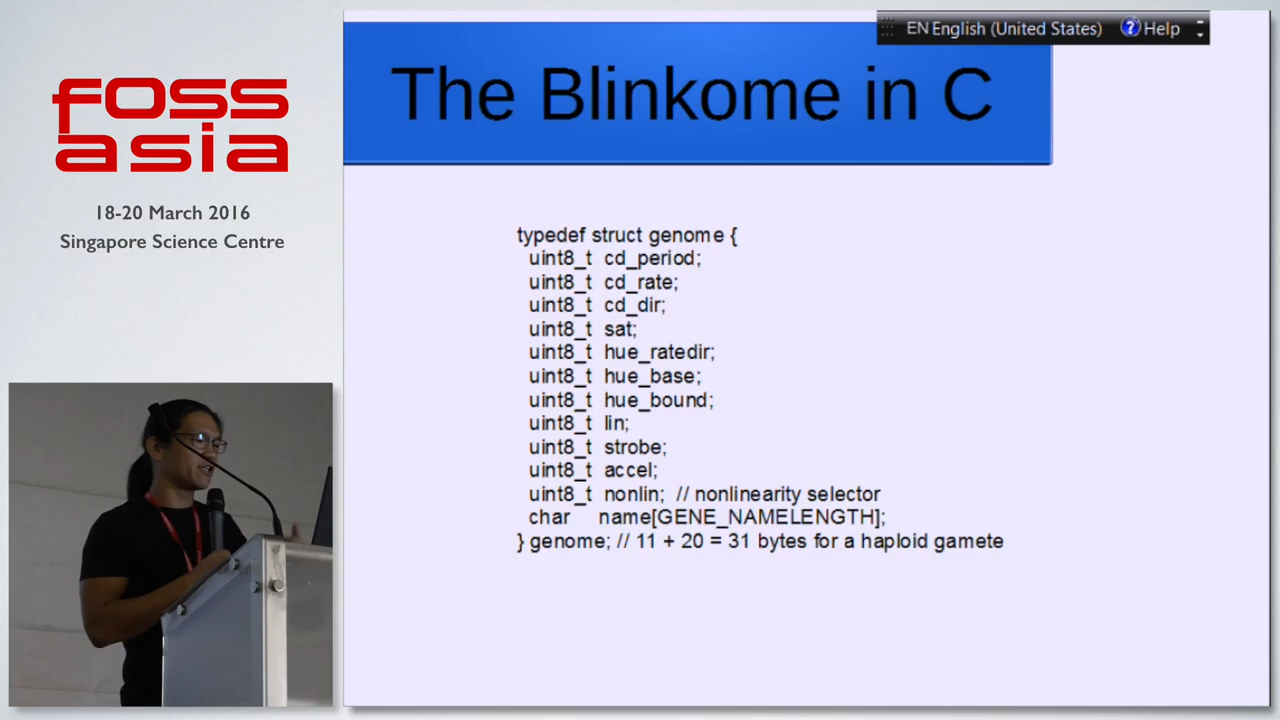 foss
asia
18-20 March 2016
Singapore Science Centre
EN English (United States) ? Help
The Blinkome in C
typedef struct genome {
uint8_t cd_period;
uint8_t cd_rate;
uint8_t cd_dir;
uint8_t sat;
uint8_t hue_ratedir;
uint8_t hue_base;
uint8_t hue_bound;
uint8_t lin;
uint8_t strobe;
uint8_t accel;
uint8_t nonlin; // nonlinearity selector
char name[GENE_NAMELENGTH];
} genome; // 11 + 20 = 31 bytes for a haploid gamete